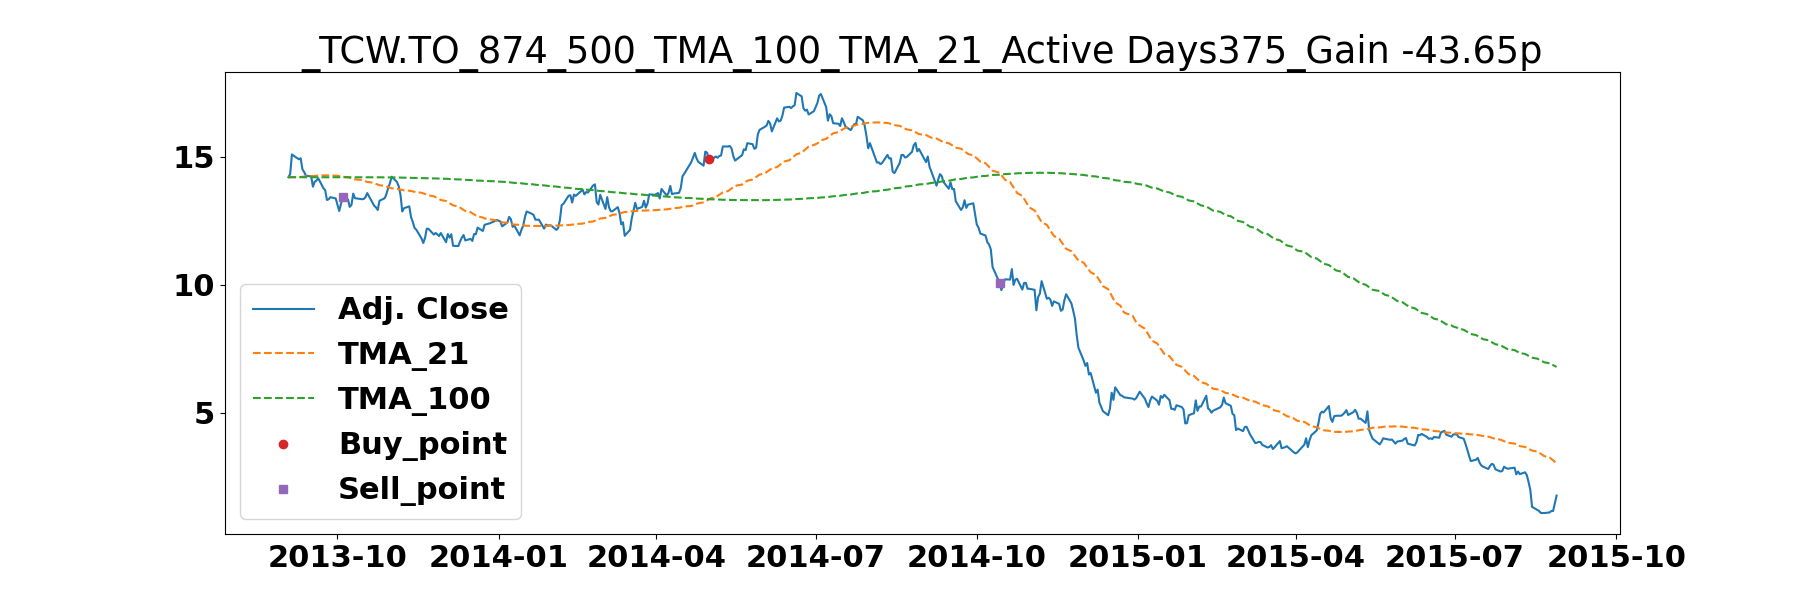 _TCW.TO_874_500_TMA_100_TMA_21_Active Days375_Gain -43.65p
15
10
5
Adj. Close
TMA_21
TMA_100
Buy_point
Sell_point
2013-10 2014-01 2014-04 2014-07 2014-10 2015-01 2015-04 2015-07 2015-10